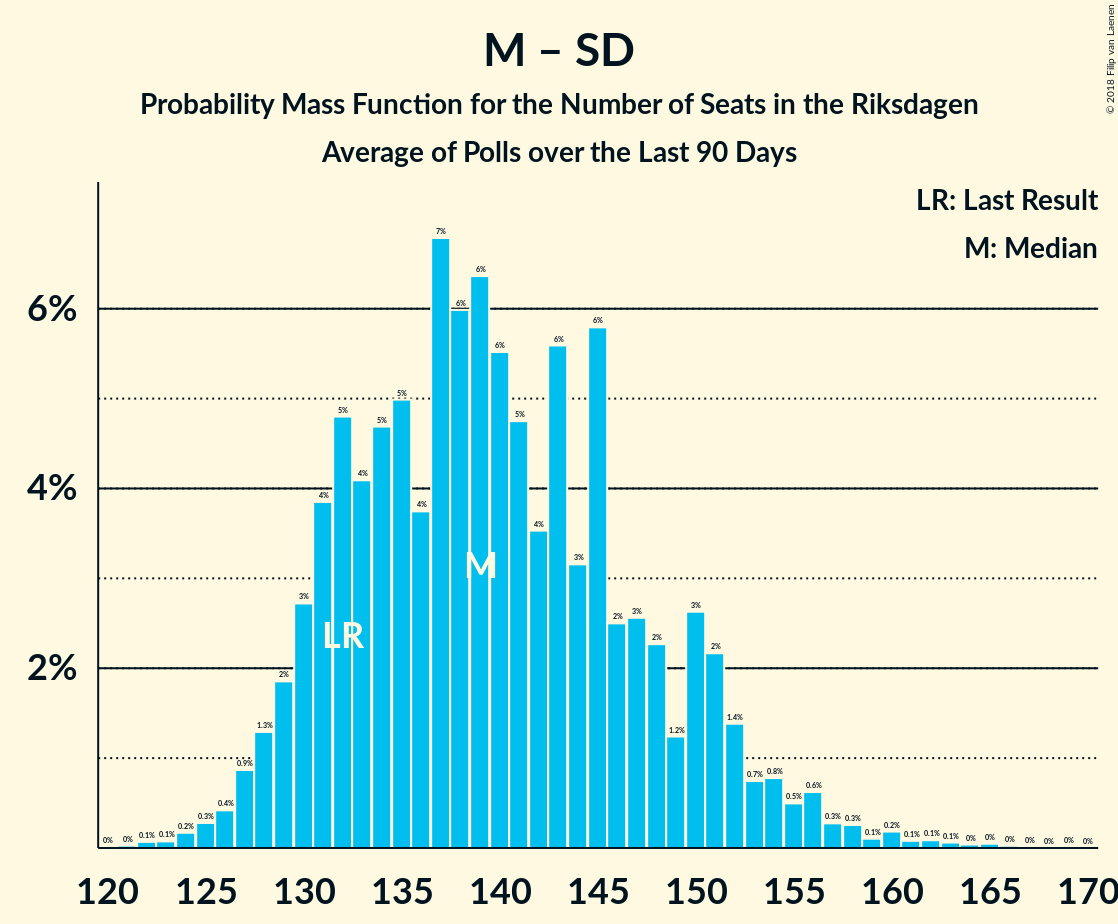 M – SD
Probability Mass Function for the Number of Seats in the Riksdagen
Average of Polls over the Last 90 Days
© 2018 Filip van Laenen
LR: Last Result
M: Median
6%
4%
2%
0% 0% 0.1% 0.1% 0.2% 0.3% 0.4% 0.9% 1.3% 2% 3% 4% 5% 4% 5% 5% 4% 7% 6% 6% 6% 5% 4% 6% 3% 6% 2% 3% 2% 1.2% 3% 2% 1.4% 0.7% 0.8% 0.5% 0.6% 0.3% 0.3% 0.1% 0.2% 0.1% 0.1% 0.1% 0% 0% 0% 0% 0% 0% 0%
M
LR
120 125 130 135 140 145 150 155 160 165 170